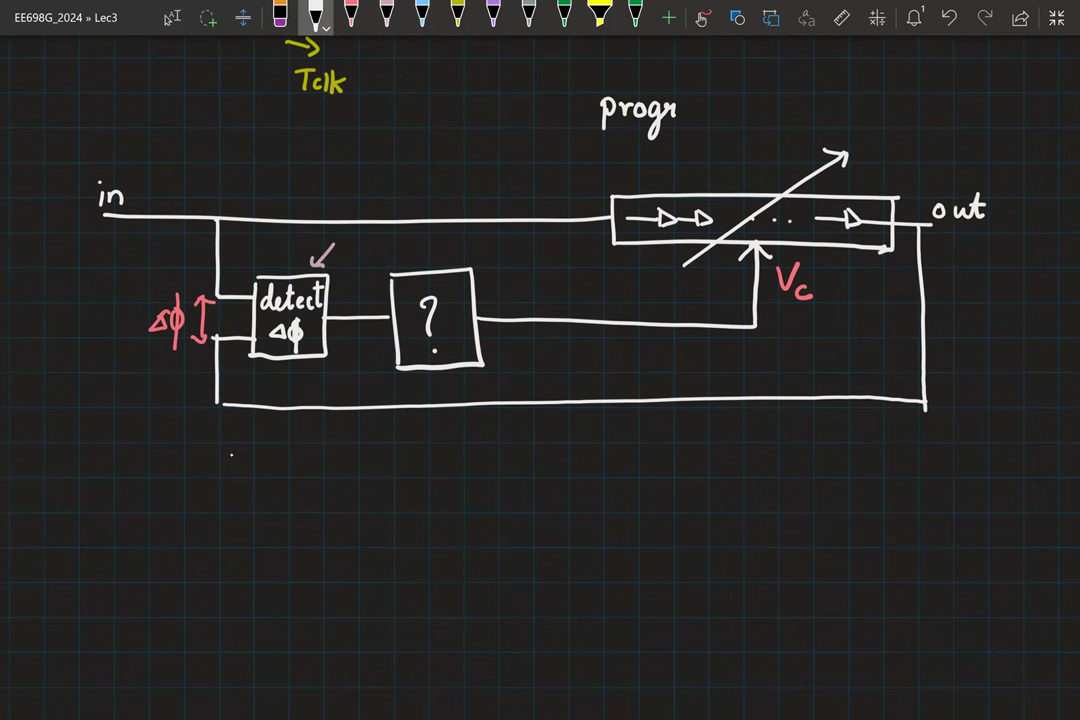 EE698G_2024 » Lec3
Tclk
progr
in
out
detect
Δϕ
?
Δϕ
Vc